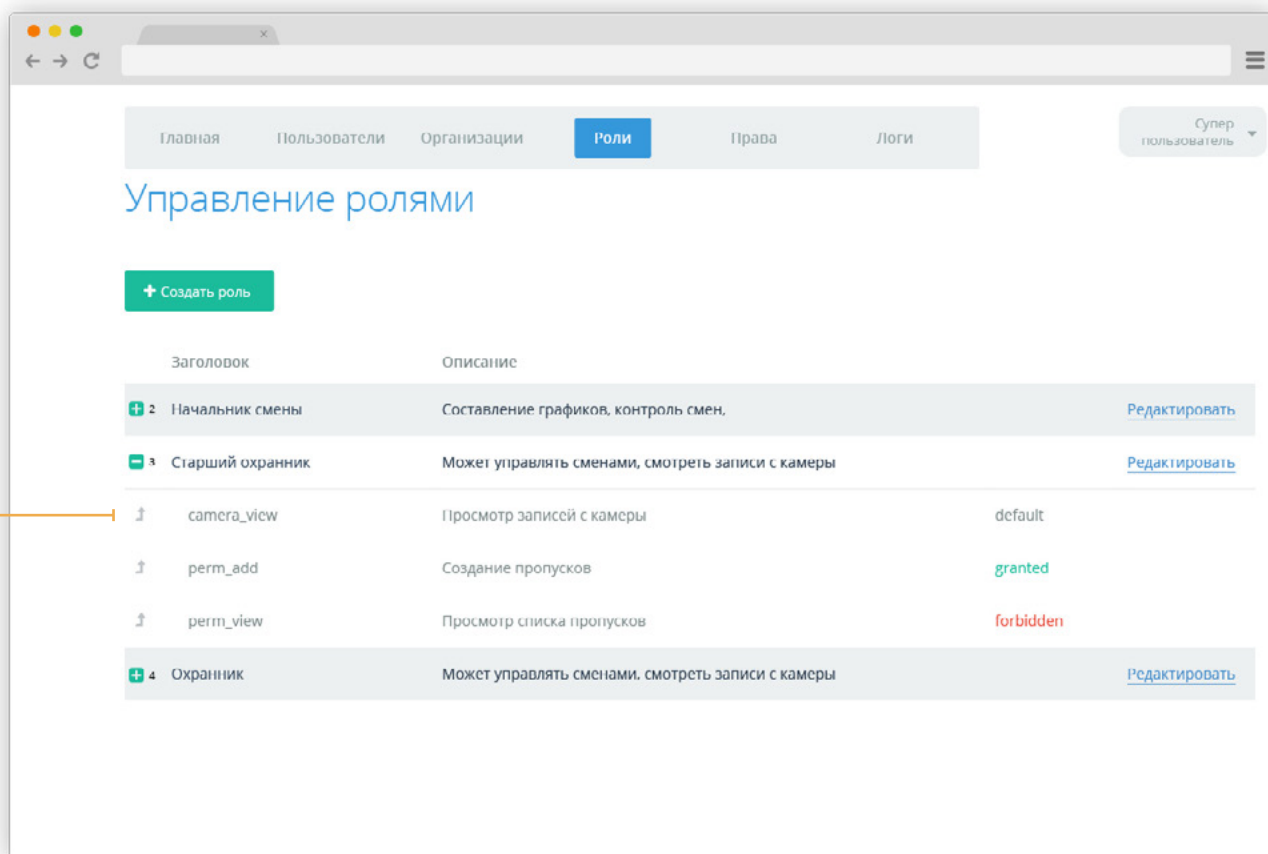 Главная Пользователи Организации Роли Права Логи
Супер
пользователь
Управление ролями
+ Создать роль
Заголовок Описание
2 Начальник смены Составление графиков, контроль смен, Редактировать
3 Старший охранник Может управлять сменами, смотреть записи с камеры Редактировать
camera_view Просмотр записей с камеры default
perm_add Создание пропусков granted
perm_view Просмотр списка пропусков forbidden
4 Охранник Может управлять сменами, смотреть записи с камеры Редактировать